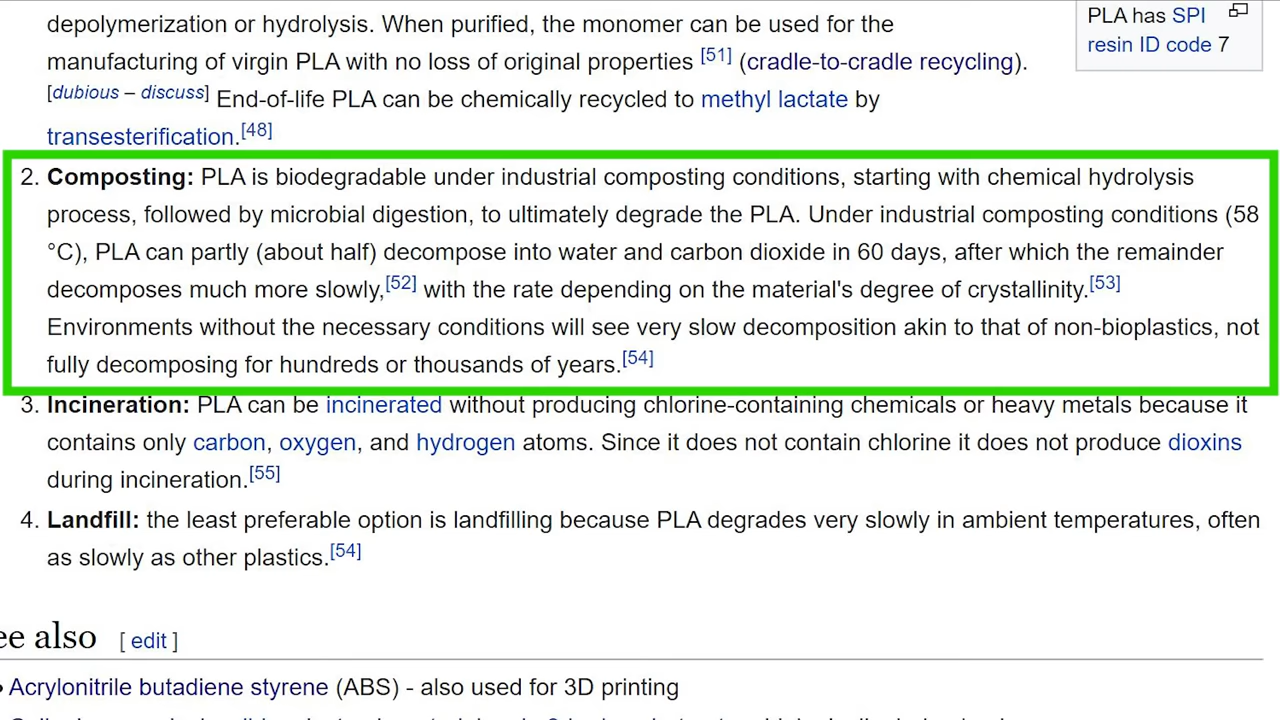 depolymerization or hydrolysis. When purified, the monomer can be used for the
manufacturing of virgin PLA with no loss of original properties [51] (cradle-to-cradle recycling).
[dubious – discuss] End-of-life PLA can be chemically recycled to methyl lactate by
transesterification.[48]
PLA has SPI
resin ID code 7
2. Composting: PLA is biodegradable under industrial composting conditions, starting with chemical hydrolysis
process, followed by microbial digestion, to ultimately degrade the PLA. Under industrial composting conditions (58
°C), PLA can partly (about half) decompose into water and carbon dioxide in 60 days, after which the remainder
decomposes much more slowly,[52] with the rate depending on the material's degree of crystallinity.[53]
Environments without the necessary conditions will see very slow decomposition akin to that of non-bioplastics, not
fully decomposing for hundreds or thousands of years.[54]
3. Incineration: PLA can be incinerated without producing chlorine-containing chemicals or heavy metals because it
contains only carbon, oxygen, and hydrogen atoms. Since it does not contain chlorine it does not produce dioxins
during incineration.[55]
4. Landfill: the least preferable option is landfilling because PLA degrades very slowly in ambient temperatures, often
as slowly as other plastics.[54]
ee also [ edit ]
• Acrylonitrile butadiene styrene (ABS) - also used for 3D printing